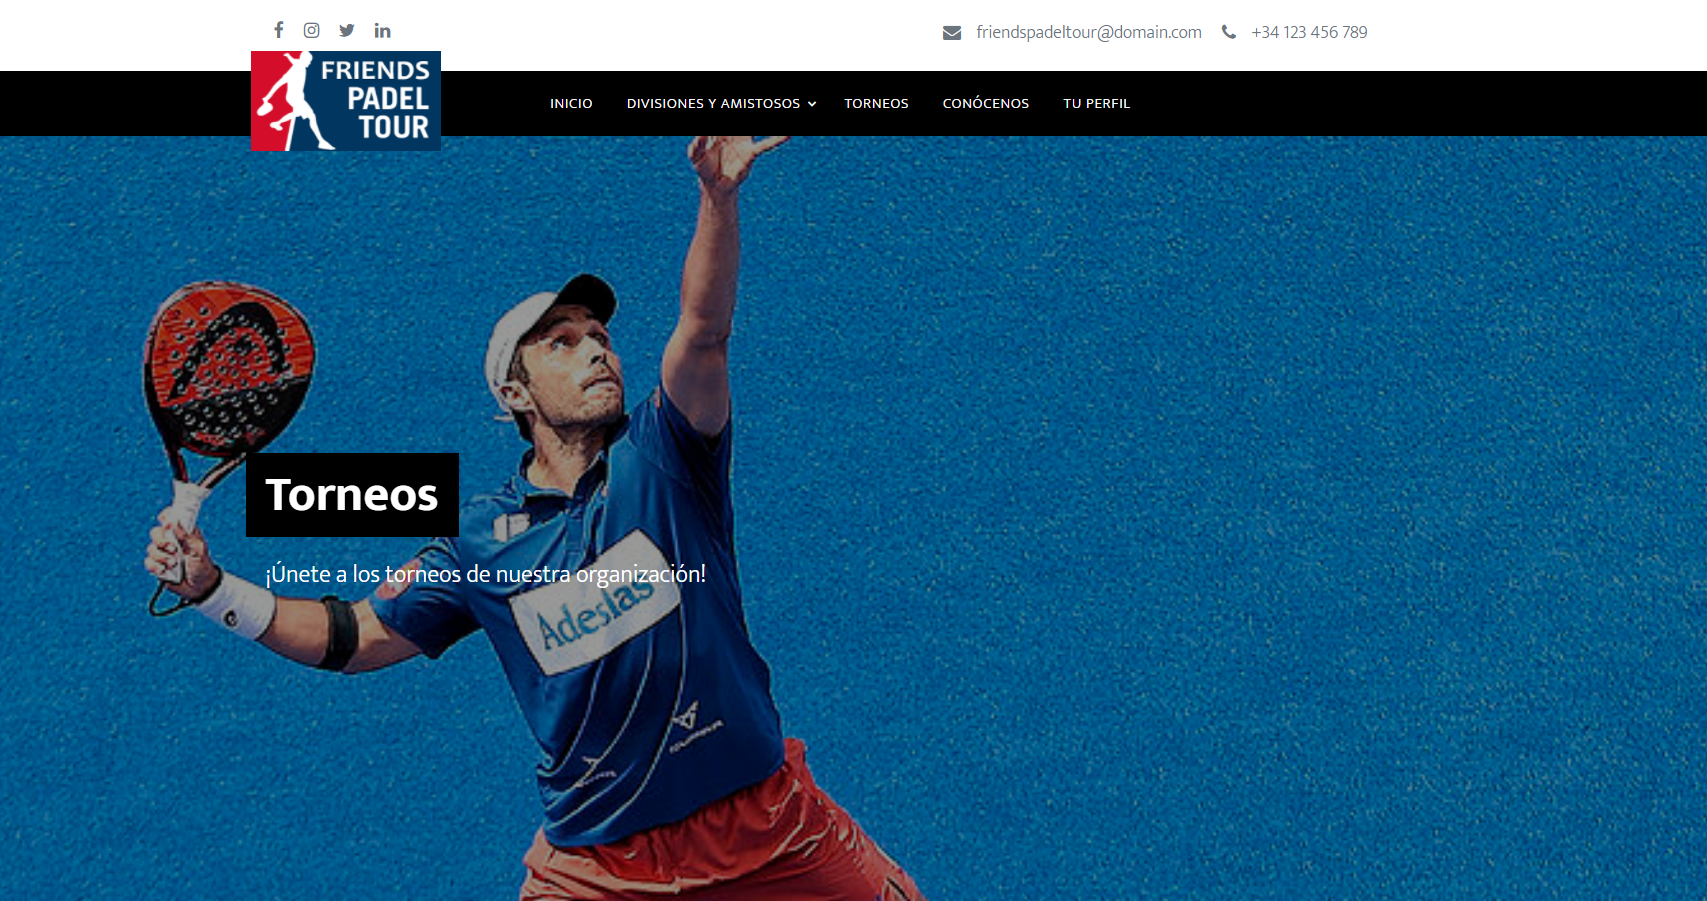 friendspadeltour@domain.com +34 123 456 789
FRIENDS
PADEL
TOUR
INICIO DIVISIONES Y AMISTOSOS TORNEOS CONÓCENOS TU PERFIL
Torneos
¡Únete a los torneos de nuestra organización!
Adeslas